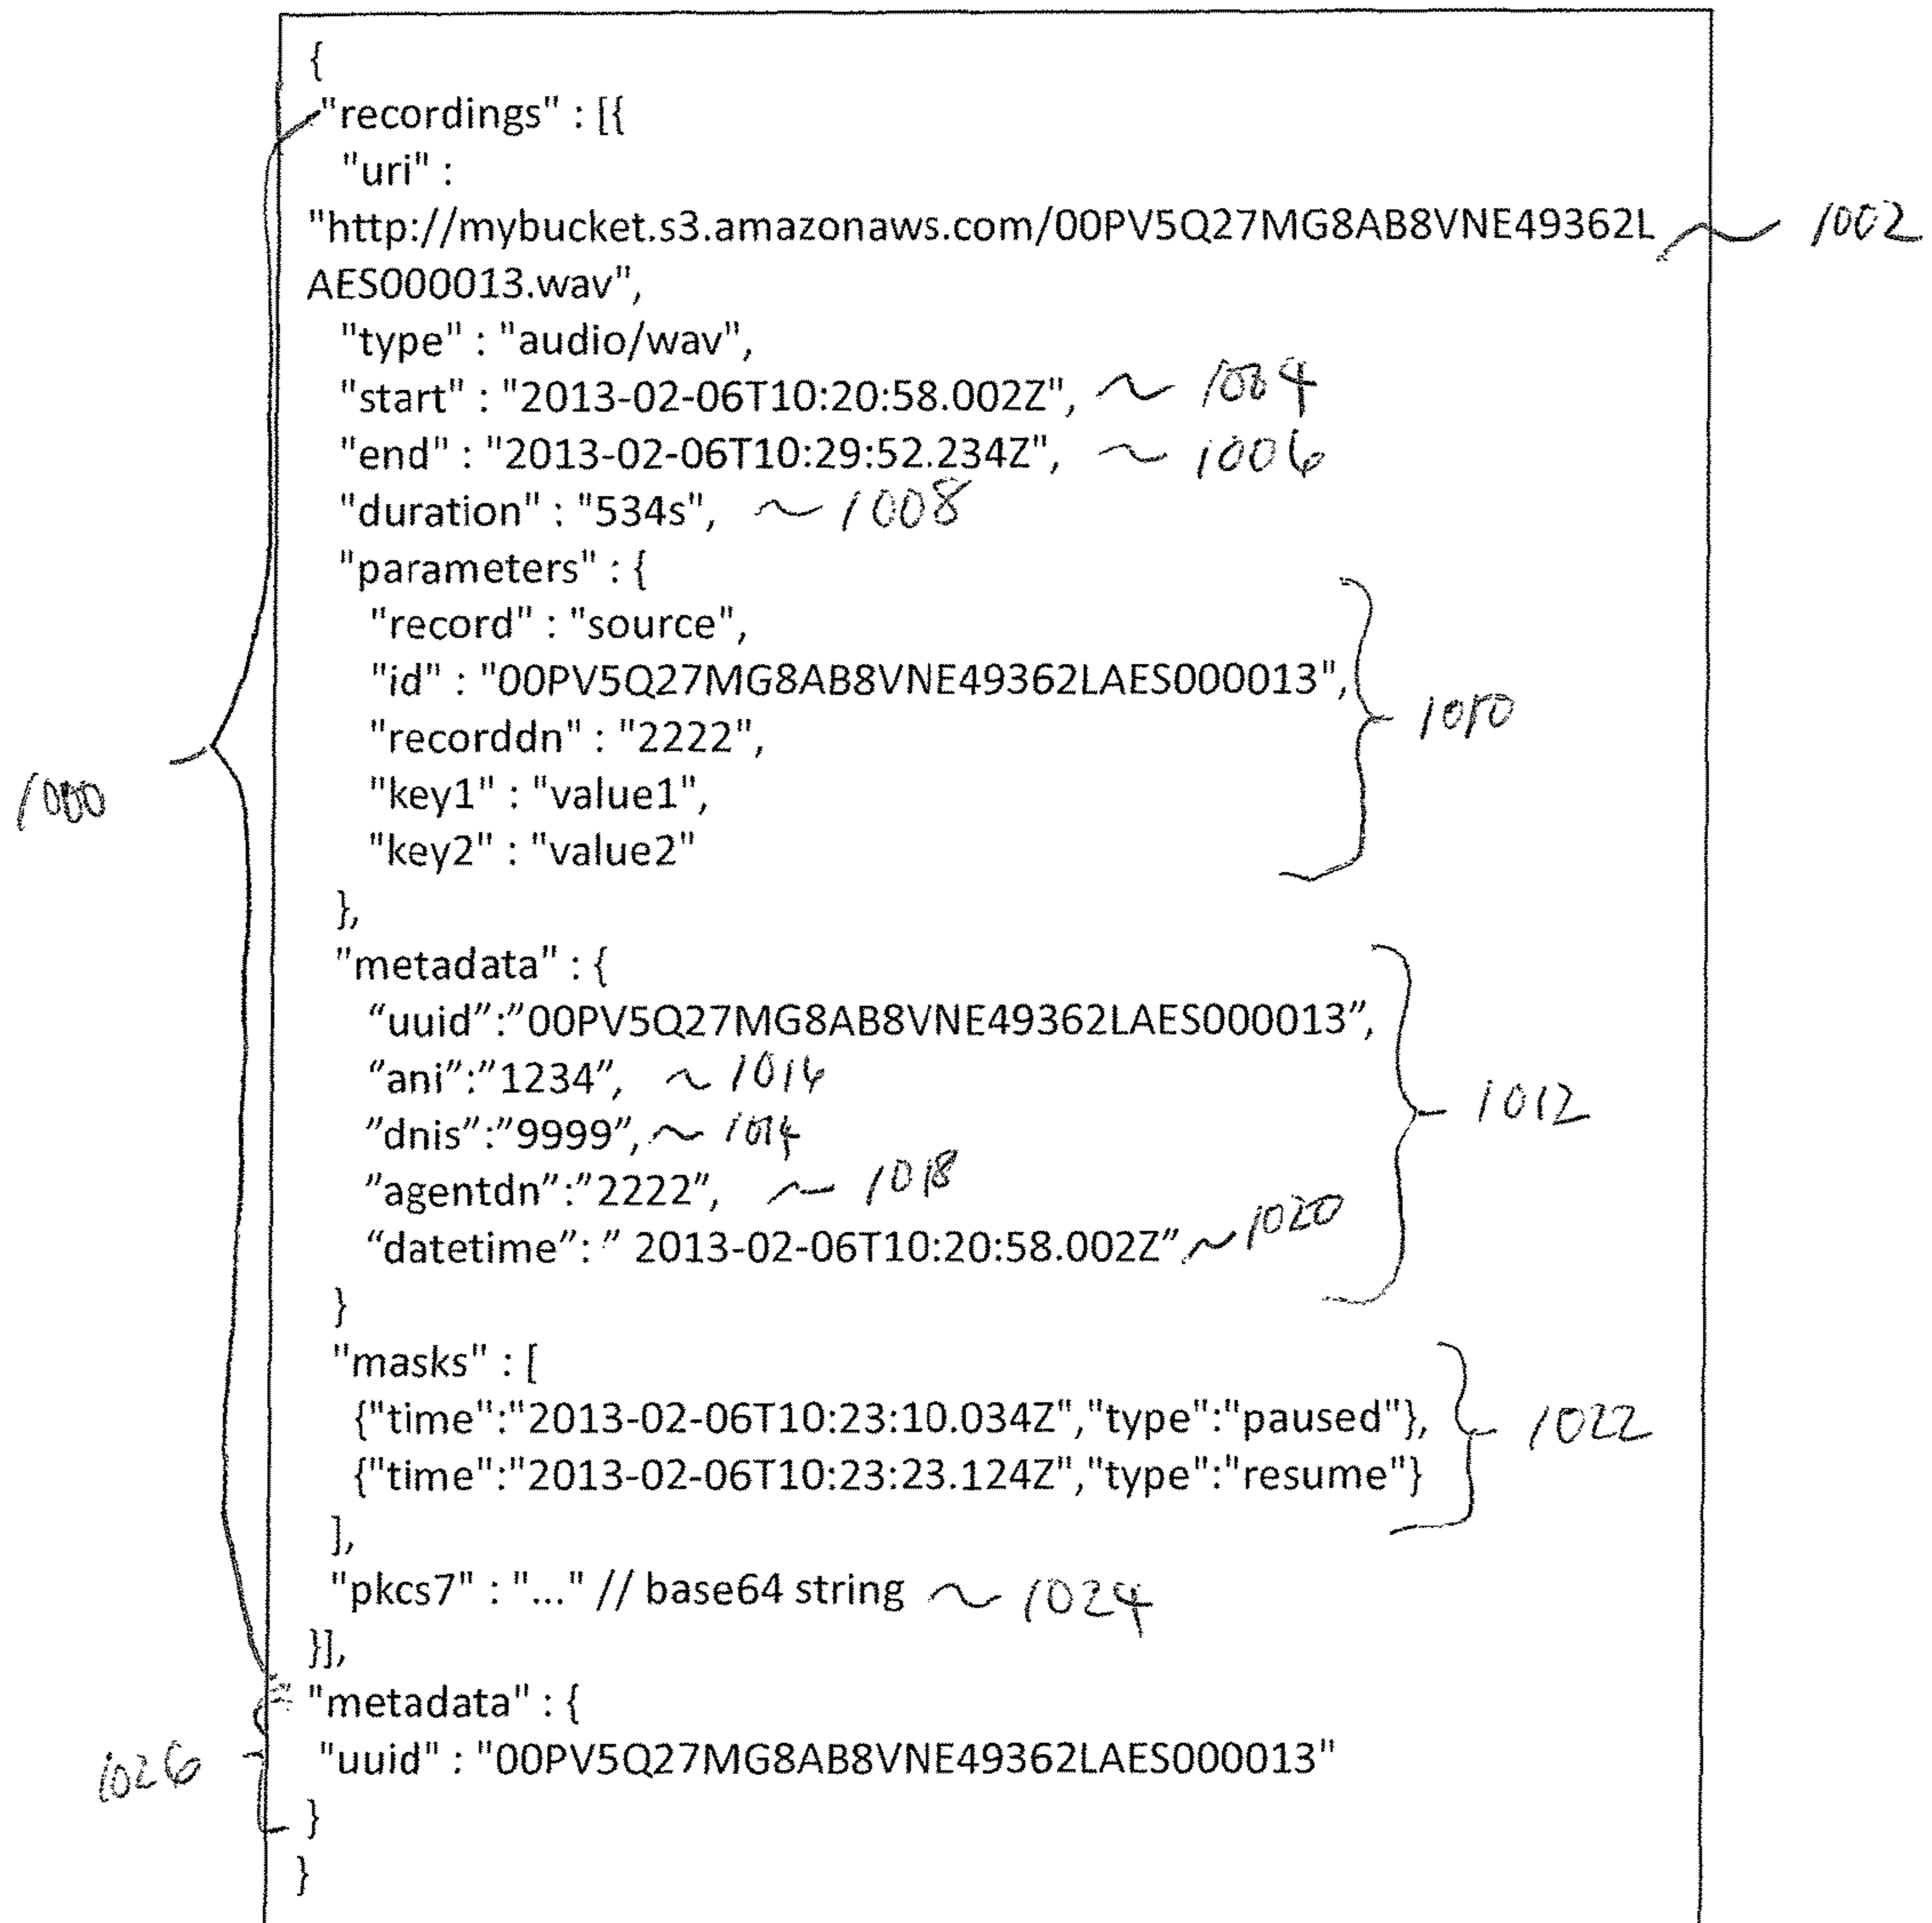 {
"recordings" : [{
"uri" :
"http://mybucket.s3.amazonaws.com/00PV5Q27MG8AB8VNE49362L ~ 1002
AES000013.wav",
"type" : "audio/wav",
"start" : "2013-02-06T10:20:58.002Z", ~ 1004
"end" : "2013-02-06T10:29:52.234Z", ~ 1006
"duration" : "534s", ~ 1008
"parameters" : {
"record" : "source",
"id" : "00PV5Q27MG8AB8VNE49362LAES000013",
"recorddn" : "2222", 1010
"key1" : "value1",
1000
"key2" : "value2"
},
"metadata" : {
“uuid”:”00PV5Q27MG8AB8VNE49362LAES000013”,
“ani”:”1234”, ~ 1016
”dnis”:”9999”, ~ 1014 1012
“agentdn”:”2222”, ~ 1018
“datetime”: ” 2013-02-06T10:20:58.002Z” ~ 1020
}
"masks" : [
{"time":"2013-02-06T10:23:10.034Z","type":"paused"}, 1022
{"time":"2013-02-06T10:23:23.124Z","type":"resume"}
],
"pkcs7" : "..." // base64 string ~ 1024
}],
"metadata" : {
1026 "uuid" : "00PV5Q27MG8AB8VNE49362LAES000013"
}
}